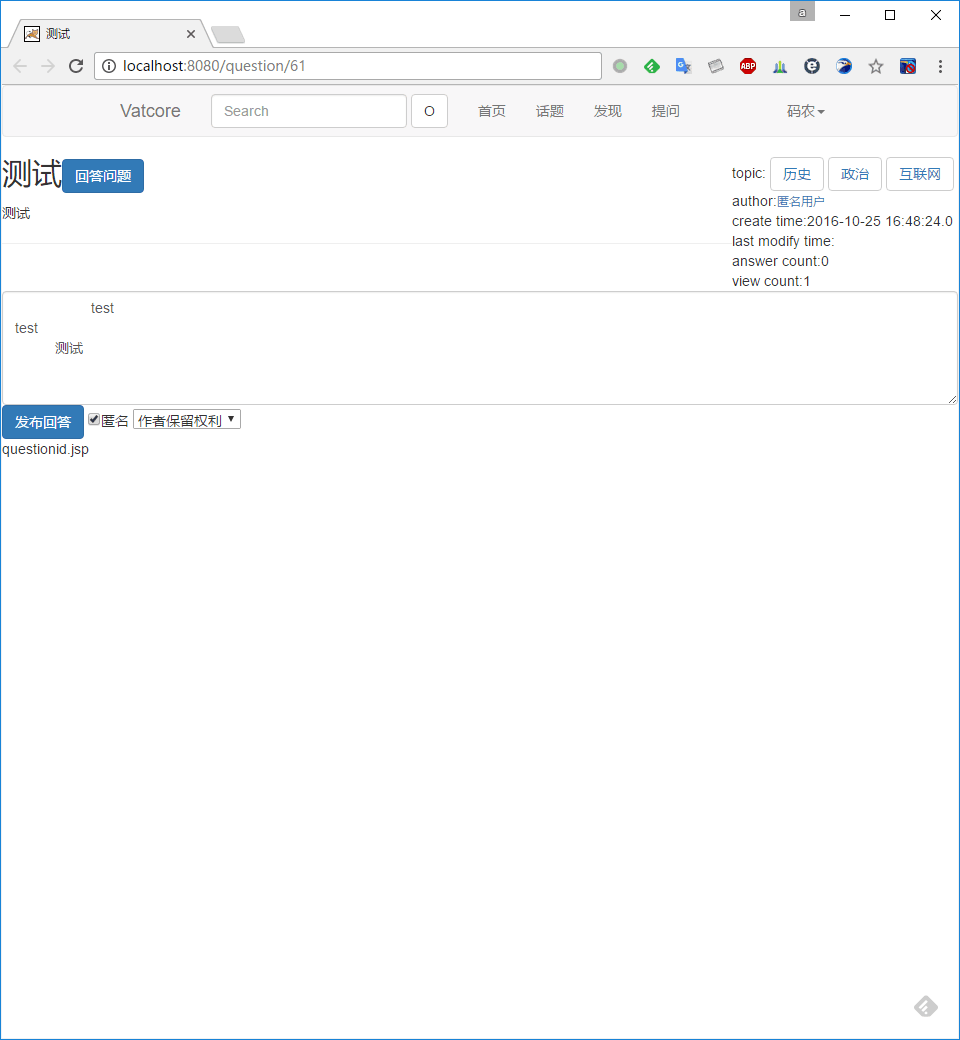 a
测试
localhost:8080/question/61
ABP
Vatcore Search O 首页 话题 发现 提问 码农
测试 回答问题
测试
topic: 历史 政治 互联网
author:匿名用户
create time:2016-10-25 16:48:24.0
last modify time:
answer count:0
view count:1
test
test
测试
发布回答 匿名 作者保留权利
questionid.jsp